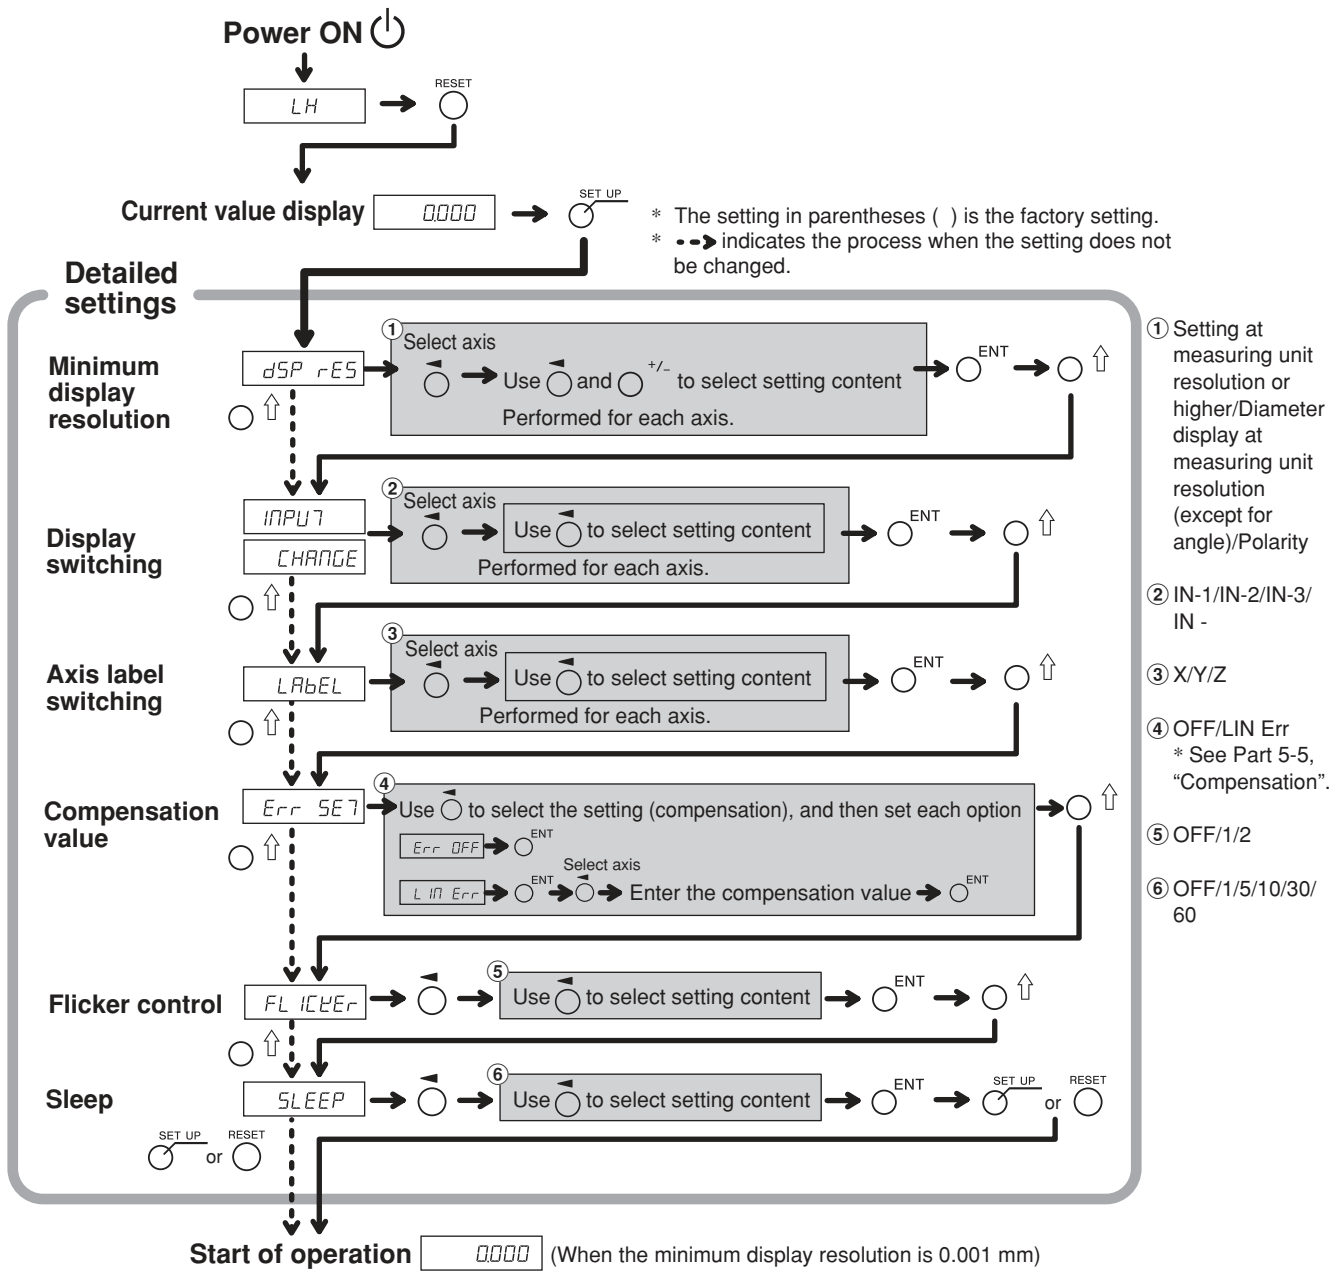 Power ON
LH
RESET
Current value display
0.000
SET UP
* The setting in parentheses ( ) is the factory setting.
* indicates the process when the setting does not
be changed.
Detailed
settings
Minimum
display
resolution
dSP rES
① Select axis
Use and +/- to select setting content
Performed for each axis.
ENT
Display
switching
INPUT
CHANGE
② Select axis
Use to select setting content
Performed for each axis.
ENT
Axis label
switching
LAbEL
③ Select axis
Use to select setting content
Performed for each axis.
ENT
Compensation
value
Err SET
④
Use to select the setting (compensation), and then set each option
Err OFF
ENT
Select axis
LIN Err
ENT
Enter the compensation value
ENT
Flicker control
FLICKEr
⑤
Use to select setting content
ENT
Sleep
SLEEP
⑥
Use to select setting content
ENT
SET UP
or
RESET
SET UP
or
RESET
Start of operation
0.000
(When the minimum display resolution is 0.001 mm)
① Setting at
measuring unit
resolution or
higher/Diameter
display at
measuring unit
resolution
(except for
angle)/Polarity
② IN-1/IN-2/IN-3/
IN -
③ X/Y/Z
④ OFF/LIN Err
* See Part 5-5,
“Compensation”.
⑤ OFF/1/2
⑥ OFF/1/5/10/30/
60